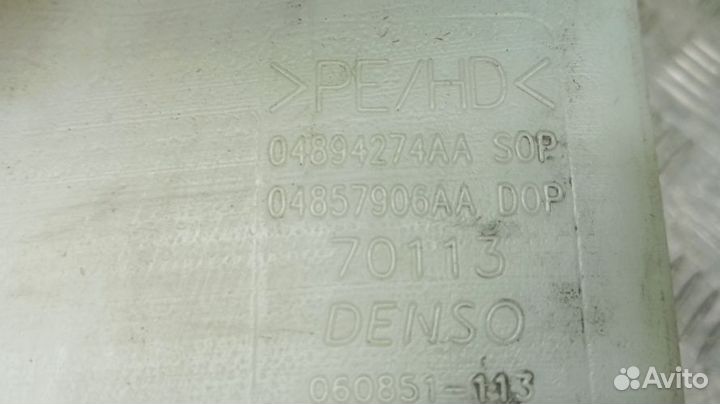 >PE/HD<
04894274AA SOP
04857906AA DOP
70113
DENSO
060851-113
Avito